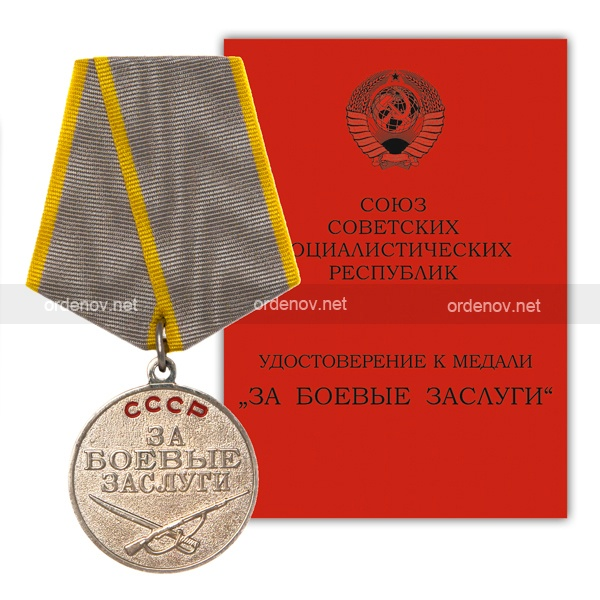 СССР
ЗА
БОЕВЫЕ
ЗАСЛУГИ
СОЮЗ
СОВЕТСКИХ
ОЦИАЛИСТИЧЕСКИХ
РЕСПУБЛИК
ordenov.net ordenov.net ordenov.net
УДОСТОВЕРЕНИЕ К МЕДАЛИ
„ЗА БОЕВЫЕ ЗАСЛУГИ“